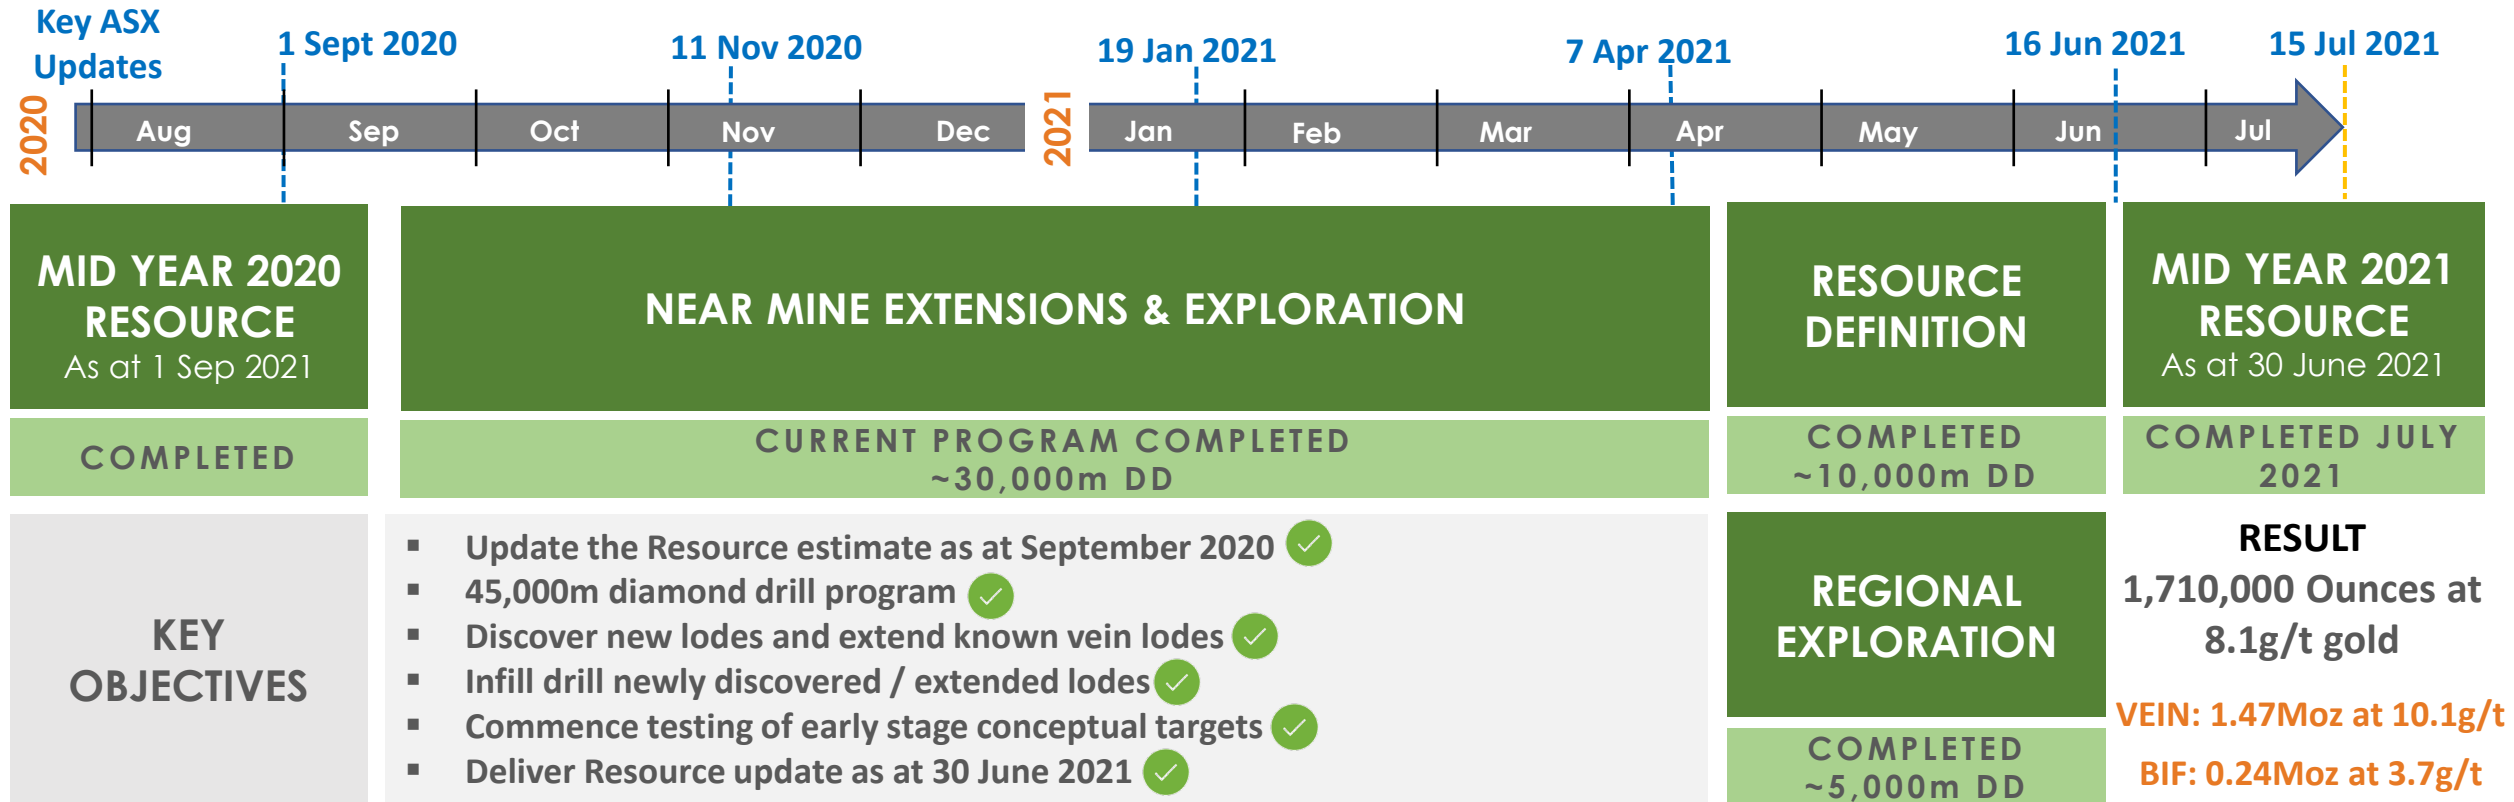 Key ASX
Updates
1 Sept 2020
11 Nov 2020
19 Jan 2021
7 Apr 2021
16 Jun 2021
15 Jul 2021
2020
Aug
Sep
Oct
Nov
Dec
2021
Jan
Feb
Mar
Apr
May
Jun
Jul
MID YEAR 2020
RESOURCE
As at 1 Sep 2021
COMPLETED
NEAR MINE EXTENSIONS & EXPLORATION
CURRENT PROGRAM COMPLETED
~30,000m DD
RESOURCE
DEFINITION
COMPLETED
~10,000m DD
MID YEAR 2021
RESOURCE
As at 30 June 2021
COMPLETED JULY
2021
KEY
OBJECTIVES
▪ Update the Resource estimate as at September 2020
▪ 45,000m diamond drill program
▪ Discover new lodes and extend known vein lodes
▪ Infill drill newly discovered / extended lodes
▪ Commence testing of early stage conceptual targets
▪ Deliver Resource update as at 30 June 2021
REGIONAL
EXPLORATION
COMPLETED
~5,000m DD
RESULT
1,710,000 Ounces at
8.1g/t gold
VEIN: 1.47Moz at 10.1g/t
BIF: 0.24Moz at 3.7g/t